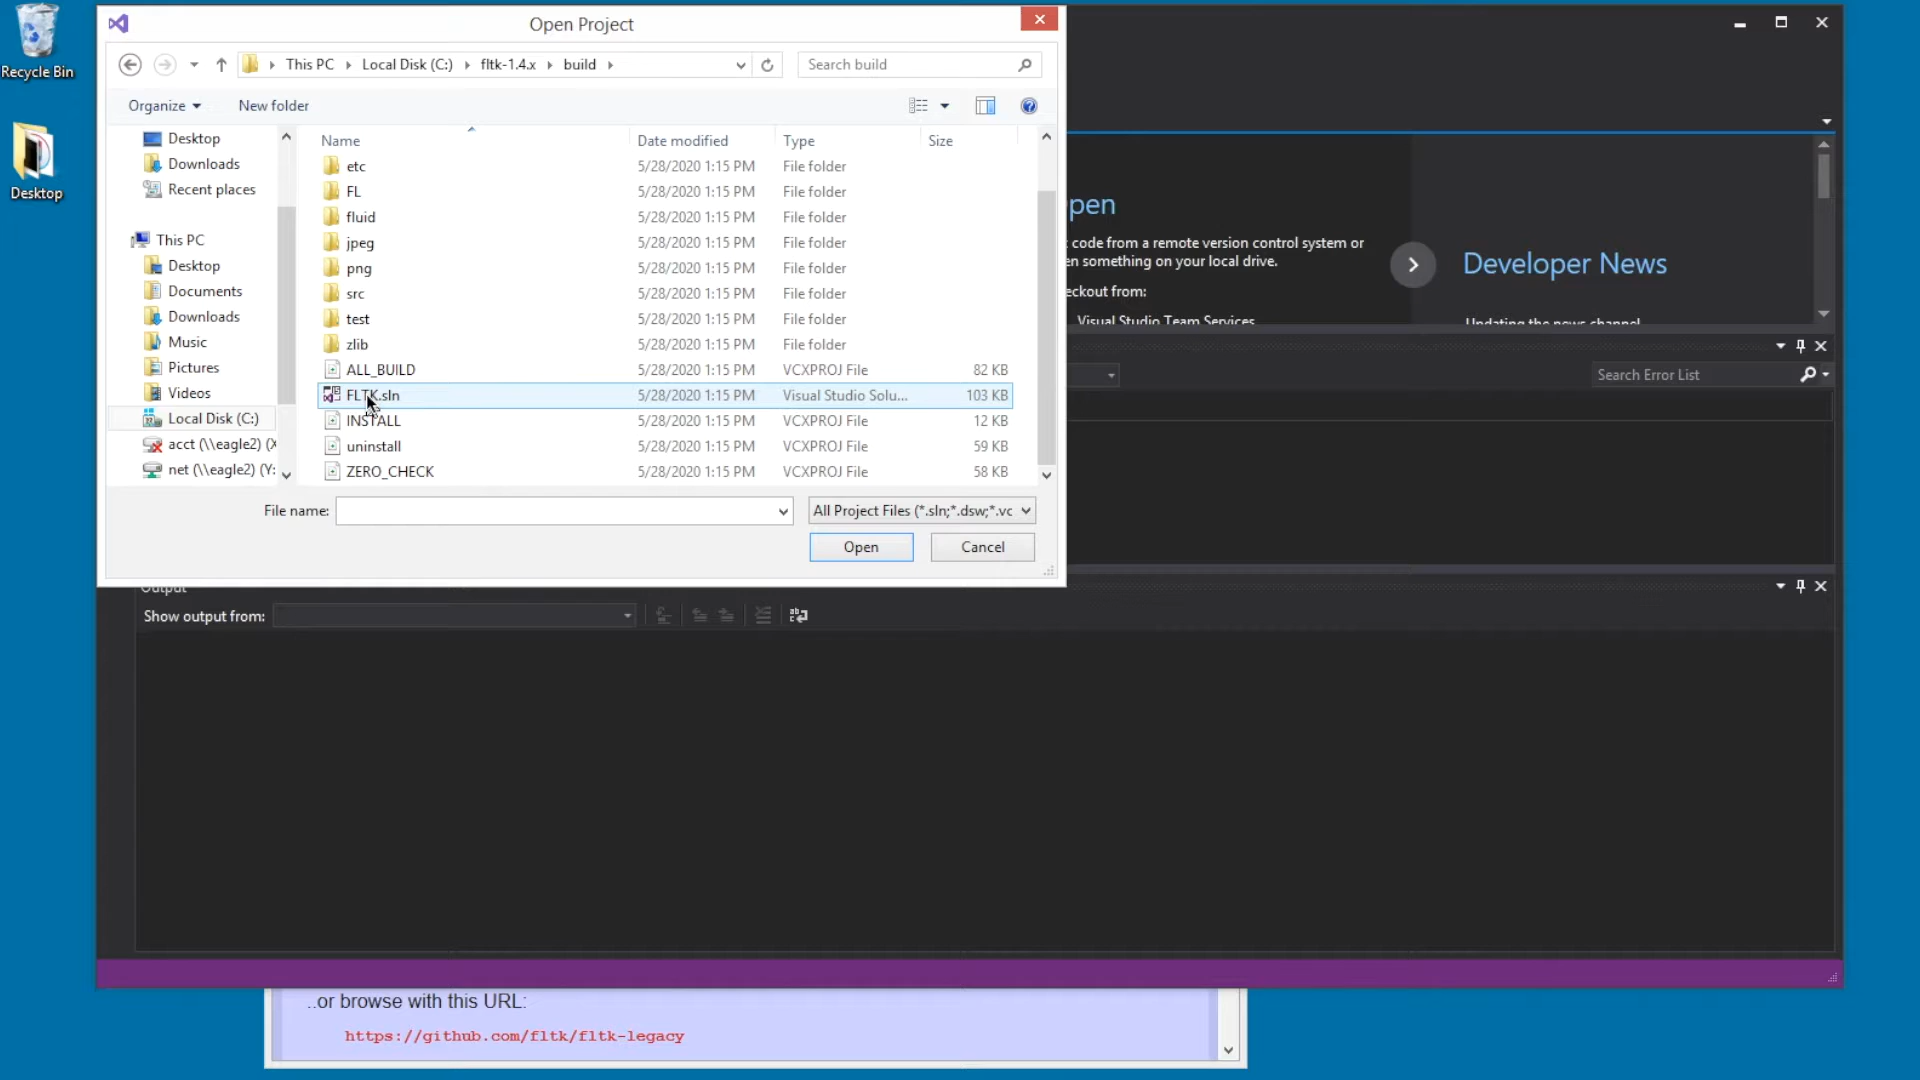 Recycle Bin
Desktop
Open Project
This PC
Local Disk (C:)
fltk-1.4.x
build
Search build
Organize
New folder
Name
Date modified
Type
Size
Desktop
Downloads
Recent places
This PC
Desktop
Documents
Downloads
Music
Pictures
Videos
Local Disk (C:)
acct (\\eagle2) (X
net (\\eagle2) (Y:
etc 5/28/2020 1:15 PM File folder
FL 5/28/2020 1:15 PM File folder
fluid 5/28/2020 1:15 PM File folder
jpeg 5/28/2020 1:15 PM File folder
png 5/28/2020 1:15 PM File folder
src 5/28/2020 1:15 PM File folder
test 5/28/2020 1:15 PM File folder
zlib 5/28/2020 1:15 PM File folder
ALL_BUILD 5/28/2020 1:15 PM VCXPROJ File 82 KB
FLTK.sln 5/28/2020 1:15 PM Visual Studio Solu... 103 KB
INSTALL 5/28/2020 1:15 PM VCXPROJ File 12 KB
uninstall 5/28/2020 1:15 PM VCXPROJ File 59 KB
ZERO_CHECK 5/28/2020 1:15 PM VCXPROJ File 58 KB
File name:
All Project Files (*.sln;*.dsw;*.vc
Open
Cancel
pen
code from a remote version control system or
en something on your local drive.
eckout from:
Visual Studio Team Services
Developer News
Updating the news channel
Search Error List
Output
Show output from:
..or browse with this URL:
https://github.com/fltk/fltk-legacy